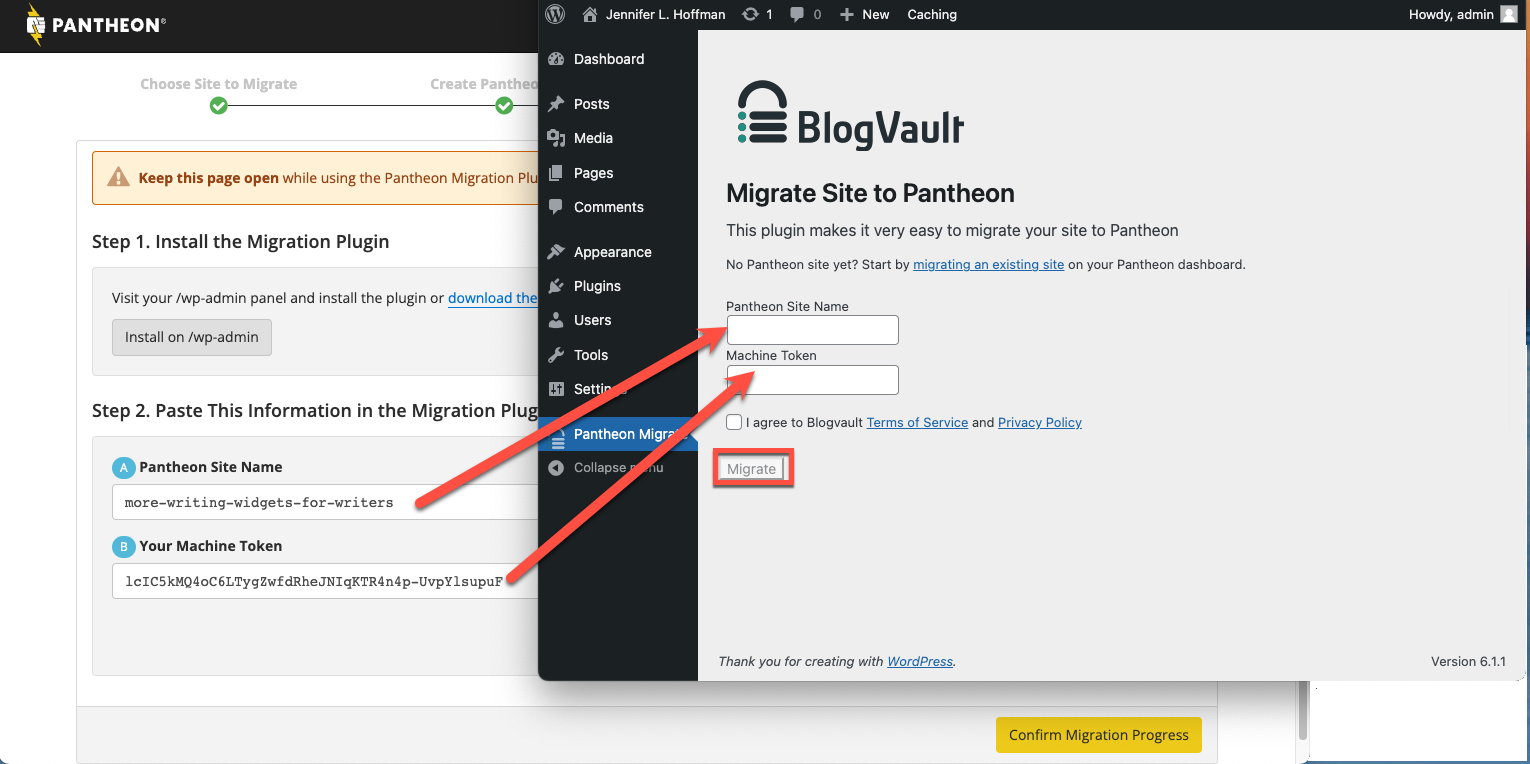 PANTHEON®
Choose Site to Migrate
Create Pantheo
Keep this page open while using the Pantheon Migration Plu
Step 1. Install the Migration Plugin
Visit your /wp-admin panel and install the plugin or download the
Install on /wp-admin
Step 2. Paste This Information in the Migration Plug
A Pantheon Site Name
more-writing-widgets-for-writers
B Your Machine Token
lcIC5kMQ4oC6LTygZwfdRheJNIqKTR4n4p-UvpYlsupuF
Confirm Migration Progress
Jennifer L. Hoffman 1 0 New Caching Howdy, admin
Dashboard
Posts
Media
Pages
Comments
Appearance
Plugins
Users
Tools
Settings
Pantheon Migrate
Collapse menu
BlogVault
Migrate Site to Pantheon
This plugin makes it very easy to migrate your site to Pantheon
No Pantheon site yet? Start by migrating an existing site on your Pantheon dashboard.
Pantheon Site Name
Machine Token
I agree to Blogvault Terms of Service and Privacy Policy
Migrate
Thank you for creating with WordPress.
Version 6.1.1